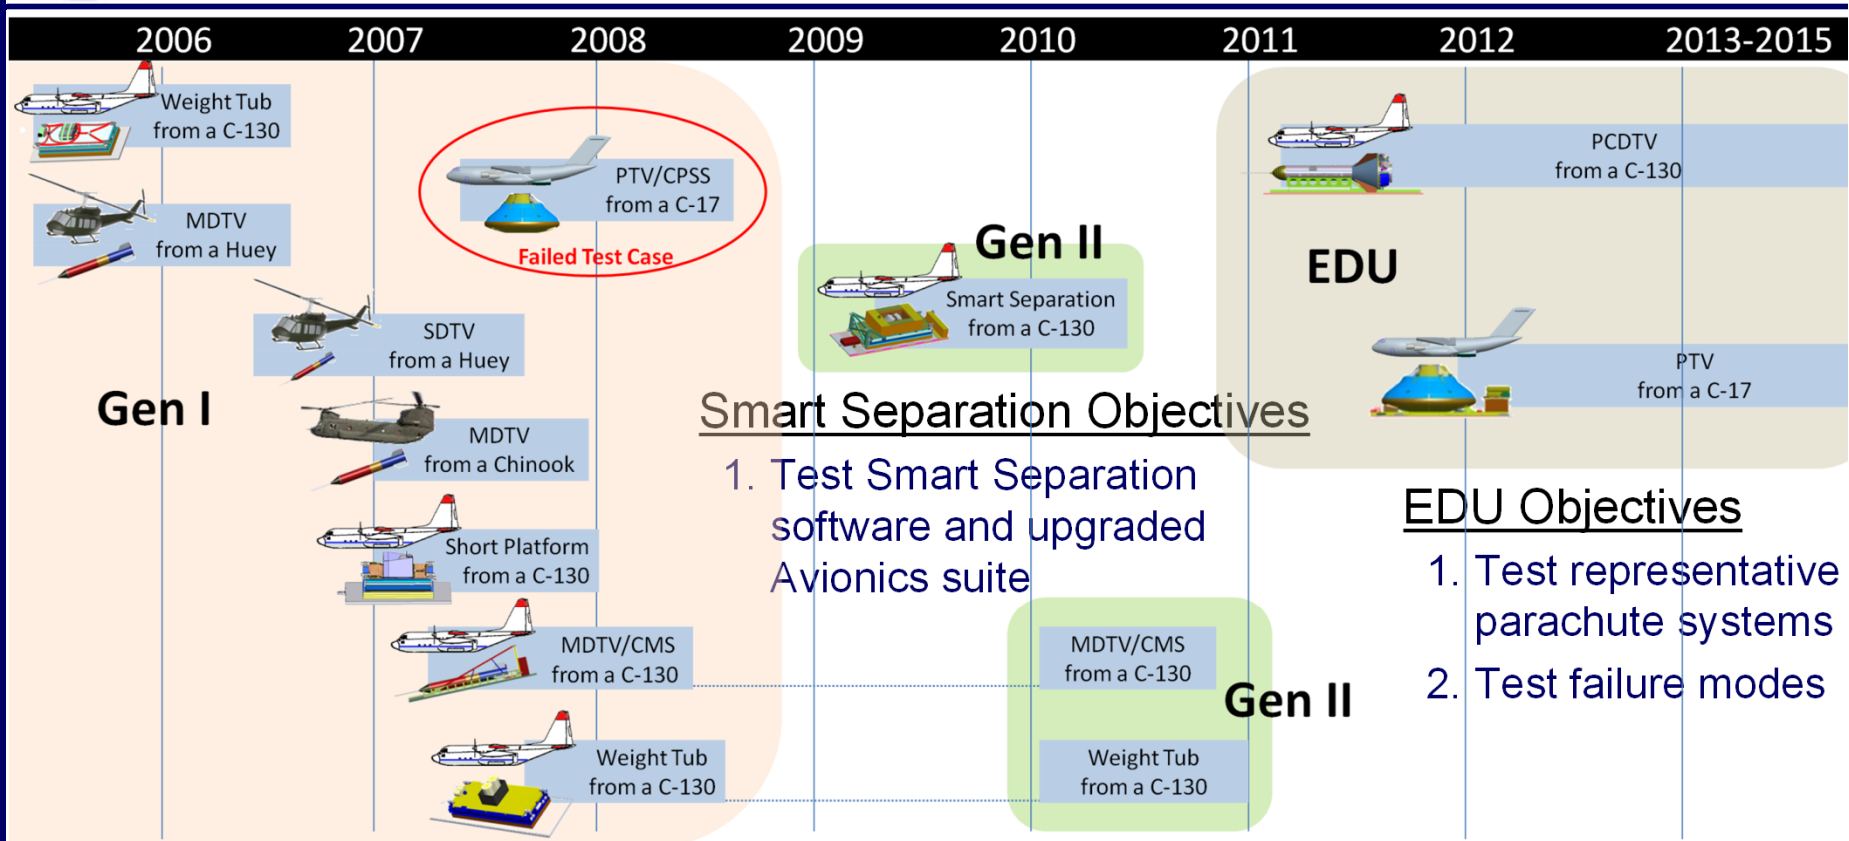 2006 2007 2008 2009 2010 2011 2012 2013-2015
Weight Tub
from a C-130
MDTV
from a Huey
PTV/CPSS
from a C-17
Failed Test Case
SDTV
from a Huey
Gen I
MDTV
from a Chinook
Short Platform
from a C-130
MDTV/CMS
from a C-130
Weight Tub
from a C-130
Gen II
Smart Separation
from a C-130
Smart Separation Objectives
1. Test Smart Separation
software and upgraded
Avionics suite
MDTV/CMS
from a C-130
Gen II
Weight Tub
from a C-130
PCDTV
from a C-130
EDU
PTV
from a C-17
EDU Objectives
1. Test representative
parachute systems
2. Test failure modes